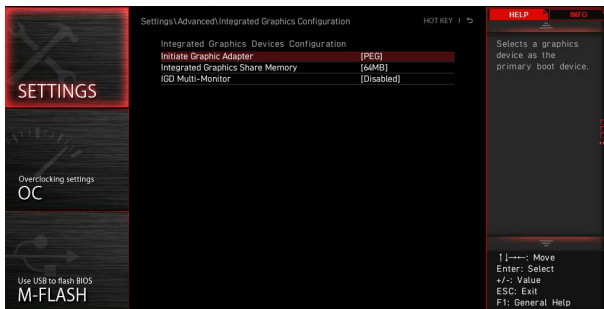 SETTINGS
Overclocking settings
OC
Use USB to flash BIOS
M-FLASH
Settings\Advanced\Integrated Graphics Configuration
HOT KEY | ⮌
Integrated Graphics Devices Configuration
Initiate Graphic Adapter [PEG]
Integrated Graphics Share Memory [64MB]
IGD Multi-Monitor [Disabled]
HELP INFO
Selects a graphics
device as the
primary boot device.
↑↓→←: Move
Enter: Select
+/-: Value
ESC: Exit
F1: General Help